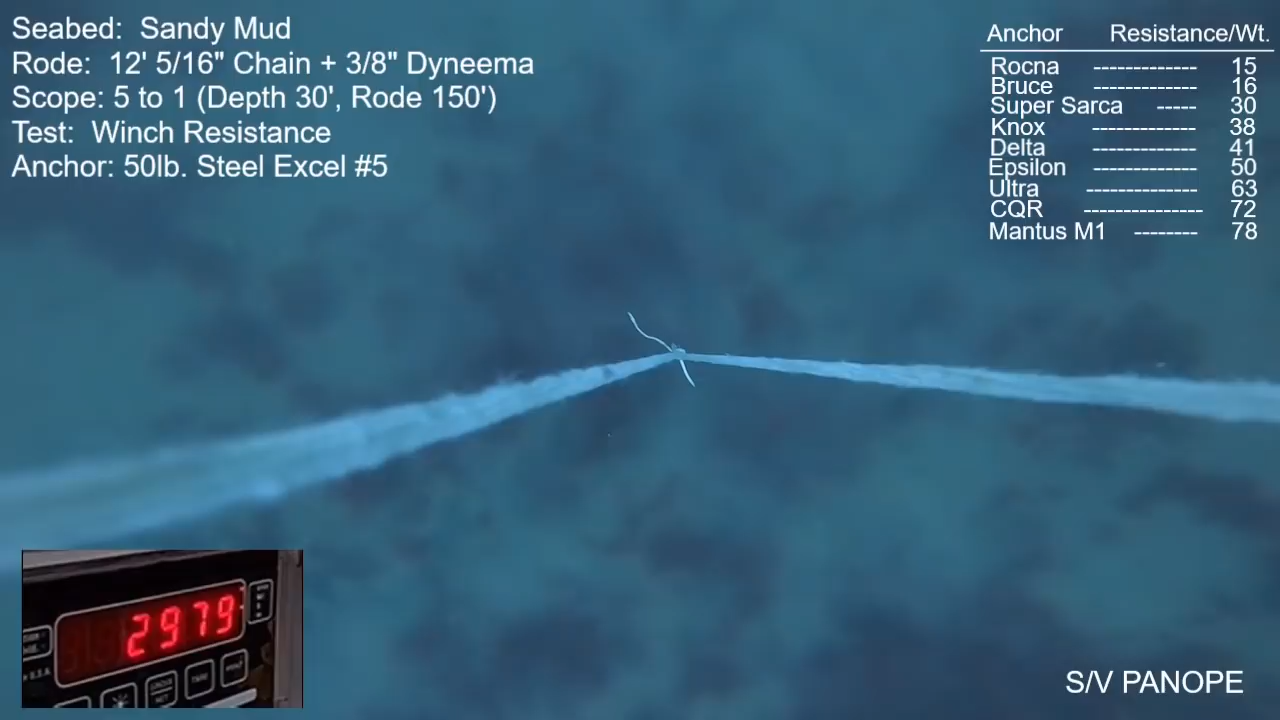 Seabed:  Sandy Mud
Rode:  12' 5/16" Chain + 3/8" Dyneema
Scope: 5 to 1 (Depth 30', Rode 150')
Test:  Winch Resistance
Anchor: 50lb. Steel Excel #5
Anchor Resistance/Wt.
Rocna ------------- 15
Bruce ------------- 16
Super Sarca ----- 30
Knox ------------- 38
Delta ------------- 41
Epsilon ------------- 50
Ultra -------------- 63
CQR --------------- 72
Mantus M1 -------- 78
2979
S/V PANOPE